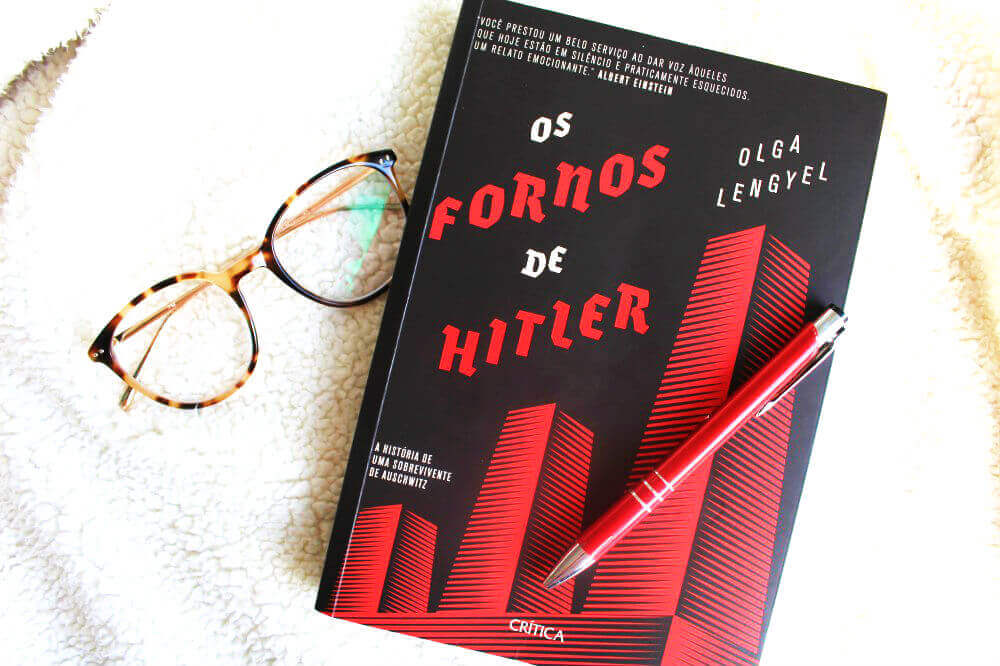 "VOCÊ PRESTOU UM BELO SERVIÇO AO DAR VOZ ÀQUELES
QUE HOJE ESTÃO EM SILÊNCIO E PRATICAMENTE ESQUECIDOS.
UM RELATO EMOCIONANTE." ALBERT EINSTEIN
OS
FORNOS
DE
HITLER
OLGA
LENGYEL
A HISTÓRIA DE
UMA SOBREVIVENTE
DE AUSCHWITZ
CRÍTICA